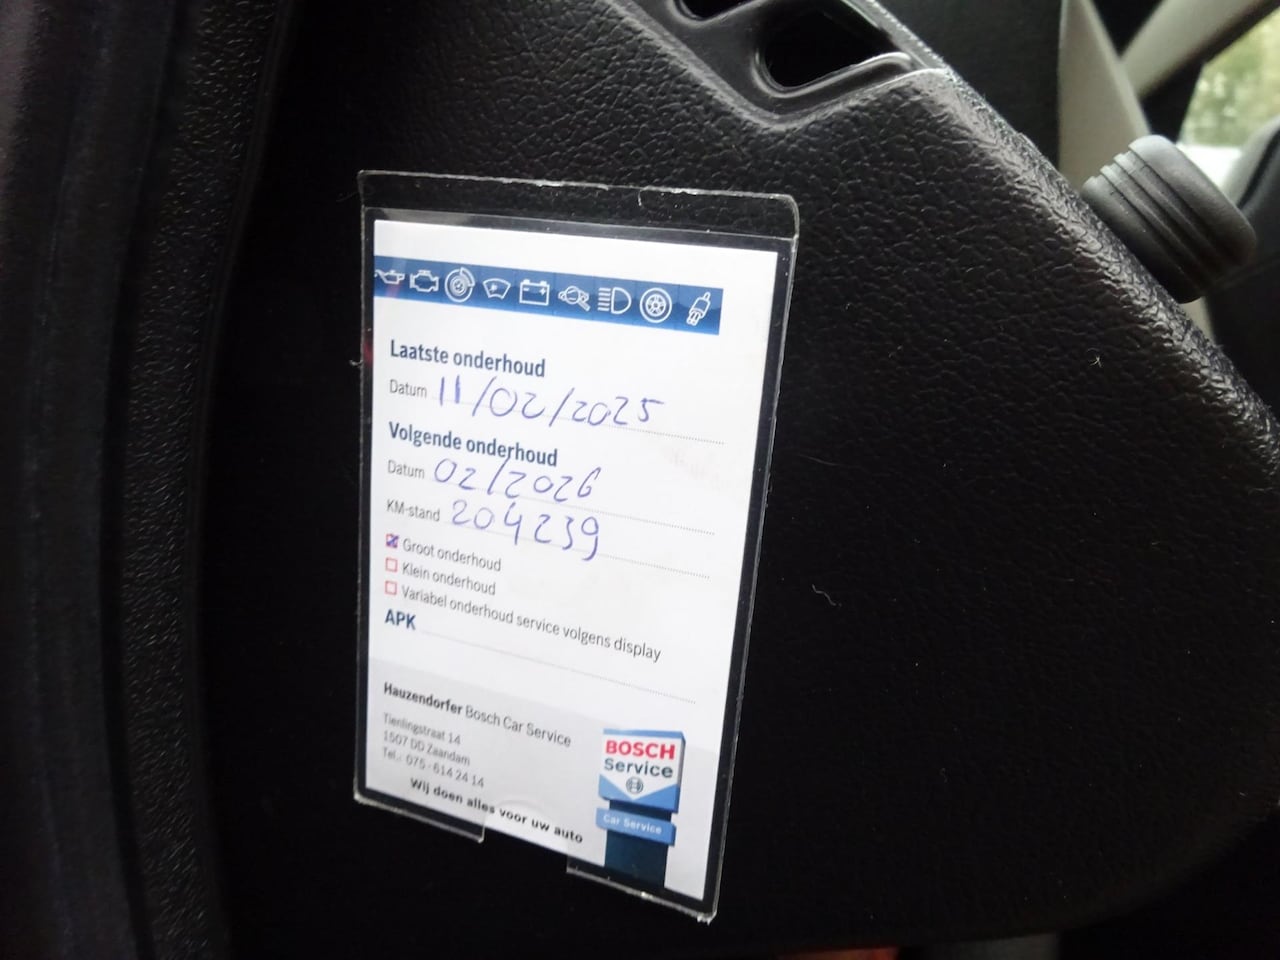 Laatste onderhoud
Datum 11/02/2025
Volgende onderhoud
Datum 02/2026
KM-stand 204239
Groot onderhoud
Klein onderhoud
Variabel onderhoud service volgens display
APK
Hauzendorfer Bosch Car Service
Tienlingstraat 14
1507 DD Zaandam
Tel.: 075 - 614 24 14
Wij doen alles voor uw auto
BOSCH
Service
Car Service